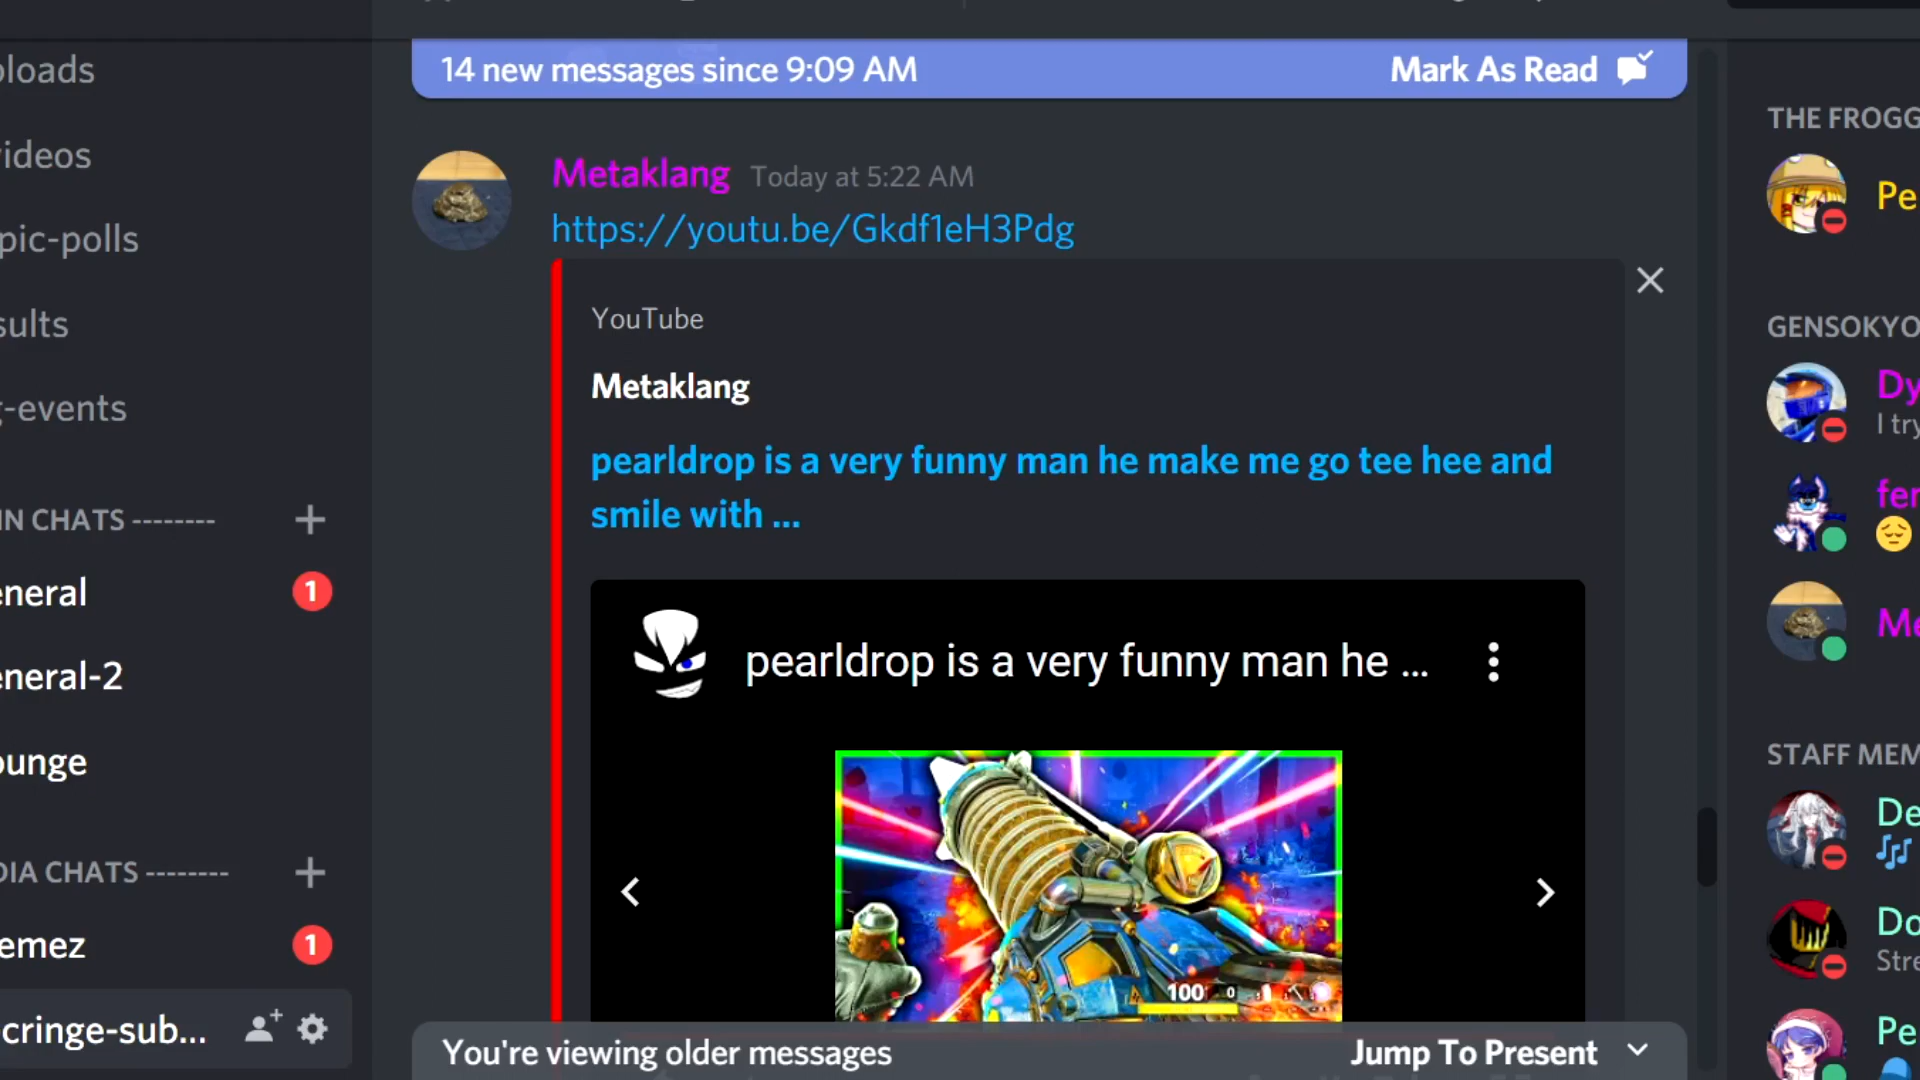 loads
ideos
pic-polls
sults
-events
IN CHATS --------
neral
1
neral-2
ounge
DIA CHATS --------
emez
1
cringe-sub...
14 new messages since 9:09 AM
Mark As Read
Metaklang Today at 5:22 AM
https://youtu.be/Gkdf1eH3Pdg
YouTube
Metaklang
pearldrop is a very funny man he make me go tee hee and
smile with ...
pearldrop is a very funny man he ...
100 0
You're viewing older messages
Jump To Present
THE FROGG
Pe
GENSOKYO
Dy
I try
fer
Me
STAFF MEM
De
Do
Stre
Pe